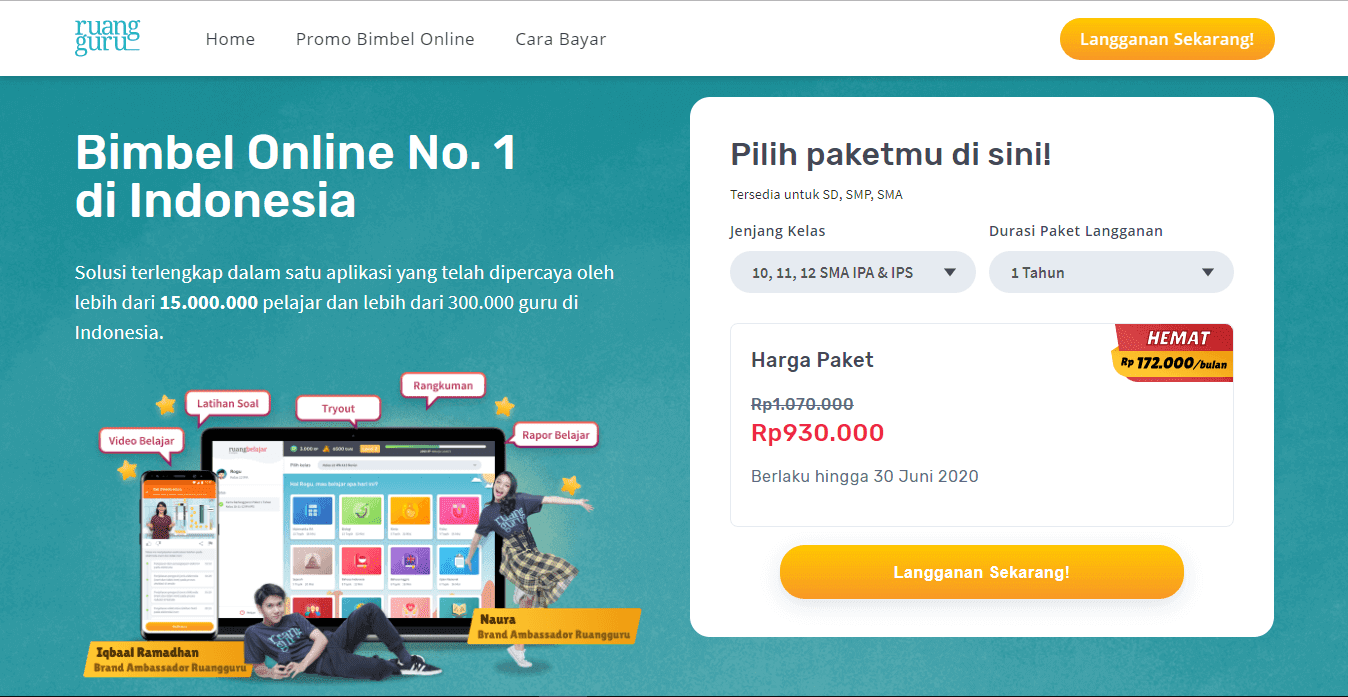 ruang
guru
Home
Promo Bimbel Online
Cara Bayar
Langganan Sekarang!
Bimbel Online No. 1
di Indonesia
Solusi terlengkap dalam satu aplikasi yang telah dipercaya oleh
lebih dari 15.000.000 pelajar dan lebih dari 300.000 guru di
Indonesia.
Rangkuman
Latihan Soal
Tryout
Video Belajar
Rapor Belajar
ruangbelajar
Pilih kelas
Naura
Brand Ambassador Ruangguru
Iqbaal Ramadhan
Brand Ambassador Ruangguru
Pilih paketmu di sini!
Tersedia untuk SD, SMP, SMA
Jenjang Kelas
Durasi Paket Langganan
10, 11, 12 SMA IPA & IPS
1 Tahun
HEMAT
Rp 172.000/bulan
Harga Paket
Rp1.070.000
Rp930.000
Berlaku hingga 30 Juni 2020
Langganan Sekarang!